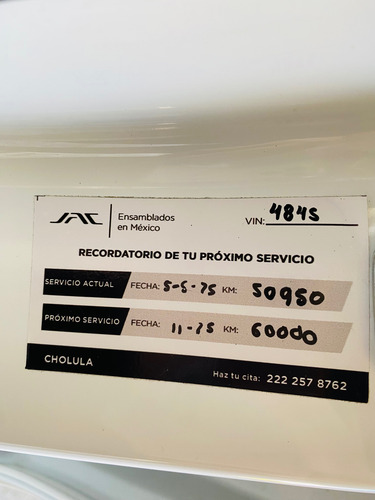 JAC Ensamblados
en México
VIN: 4845
RECORDATORIO DE TU PRÓXIMO SERVICIO
SERVICIO ACTUAL FECHA: 5-5-25 KM: 50950
PRÓXIMO SERVICIO FECHA: 11-25 KM: 60000
CHOLULA
Haz tu cita: 222 257 8762